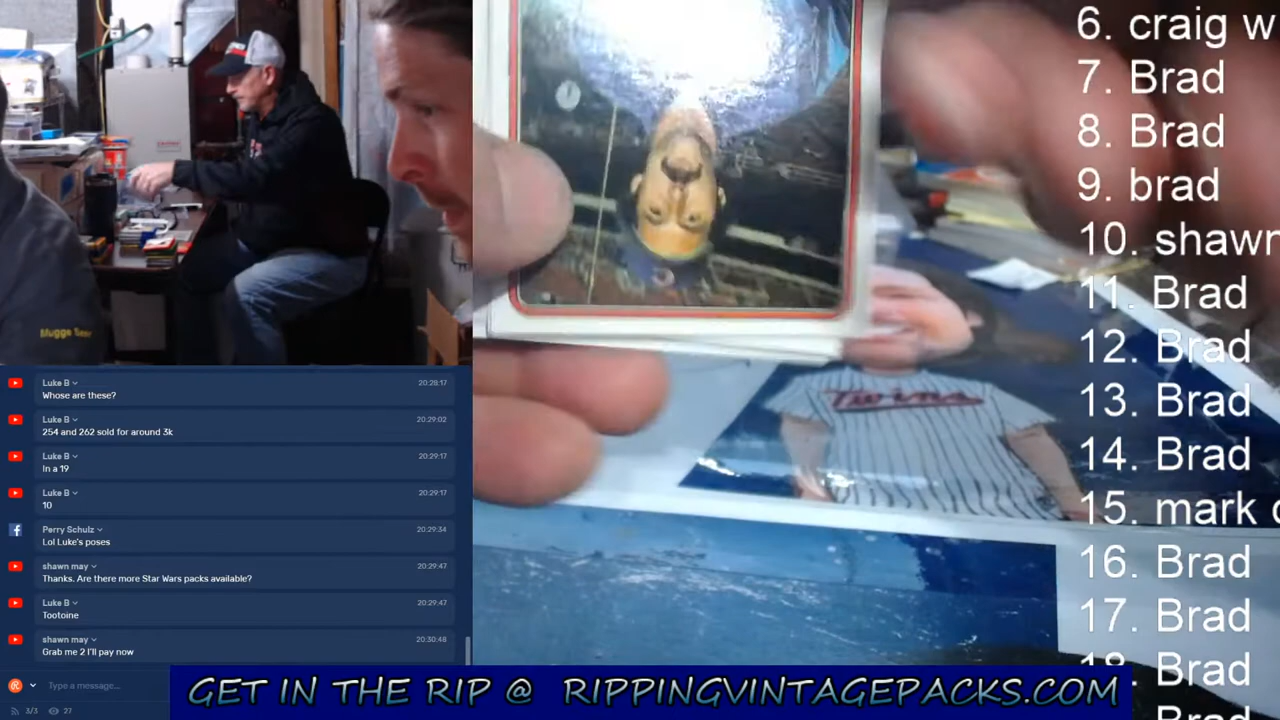 6. craig w
7. Brad
8. Brad
9. brad
10. shawn
11. Brad
12. Brad
13. Brad
14. Brad
15. mark
16. Brad
17. Brad
18. Brad
Twins
Luke B 20:28:17
Whose are these?
Luke B 20:29:02
254 and 262 sold for around 3k
Luke B 20:29:17
In a 19
Luke B 20:29:17
10
Perry Schulz 20:29:34
Lol Luke's poses
shawn may 20:29:47
Thanks. Are there more Star Wars packs available?
Luke B 20:29:47
Tootoine
shawn may 20:30:48
Grab me 2 I'll pay now
Type a message...
3/3 27
GET IN THE RIP @ RIPPINGVINTAGEPACKS.COM